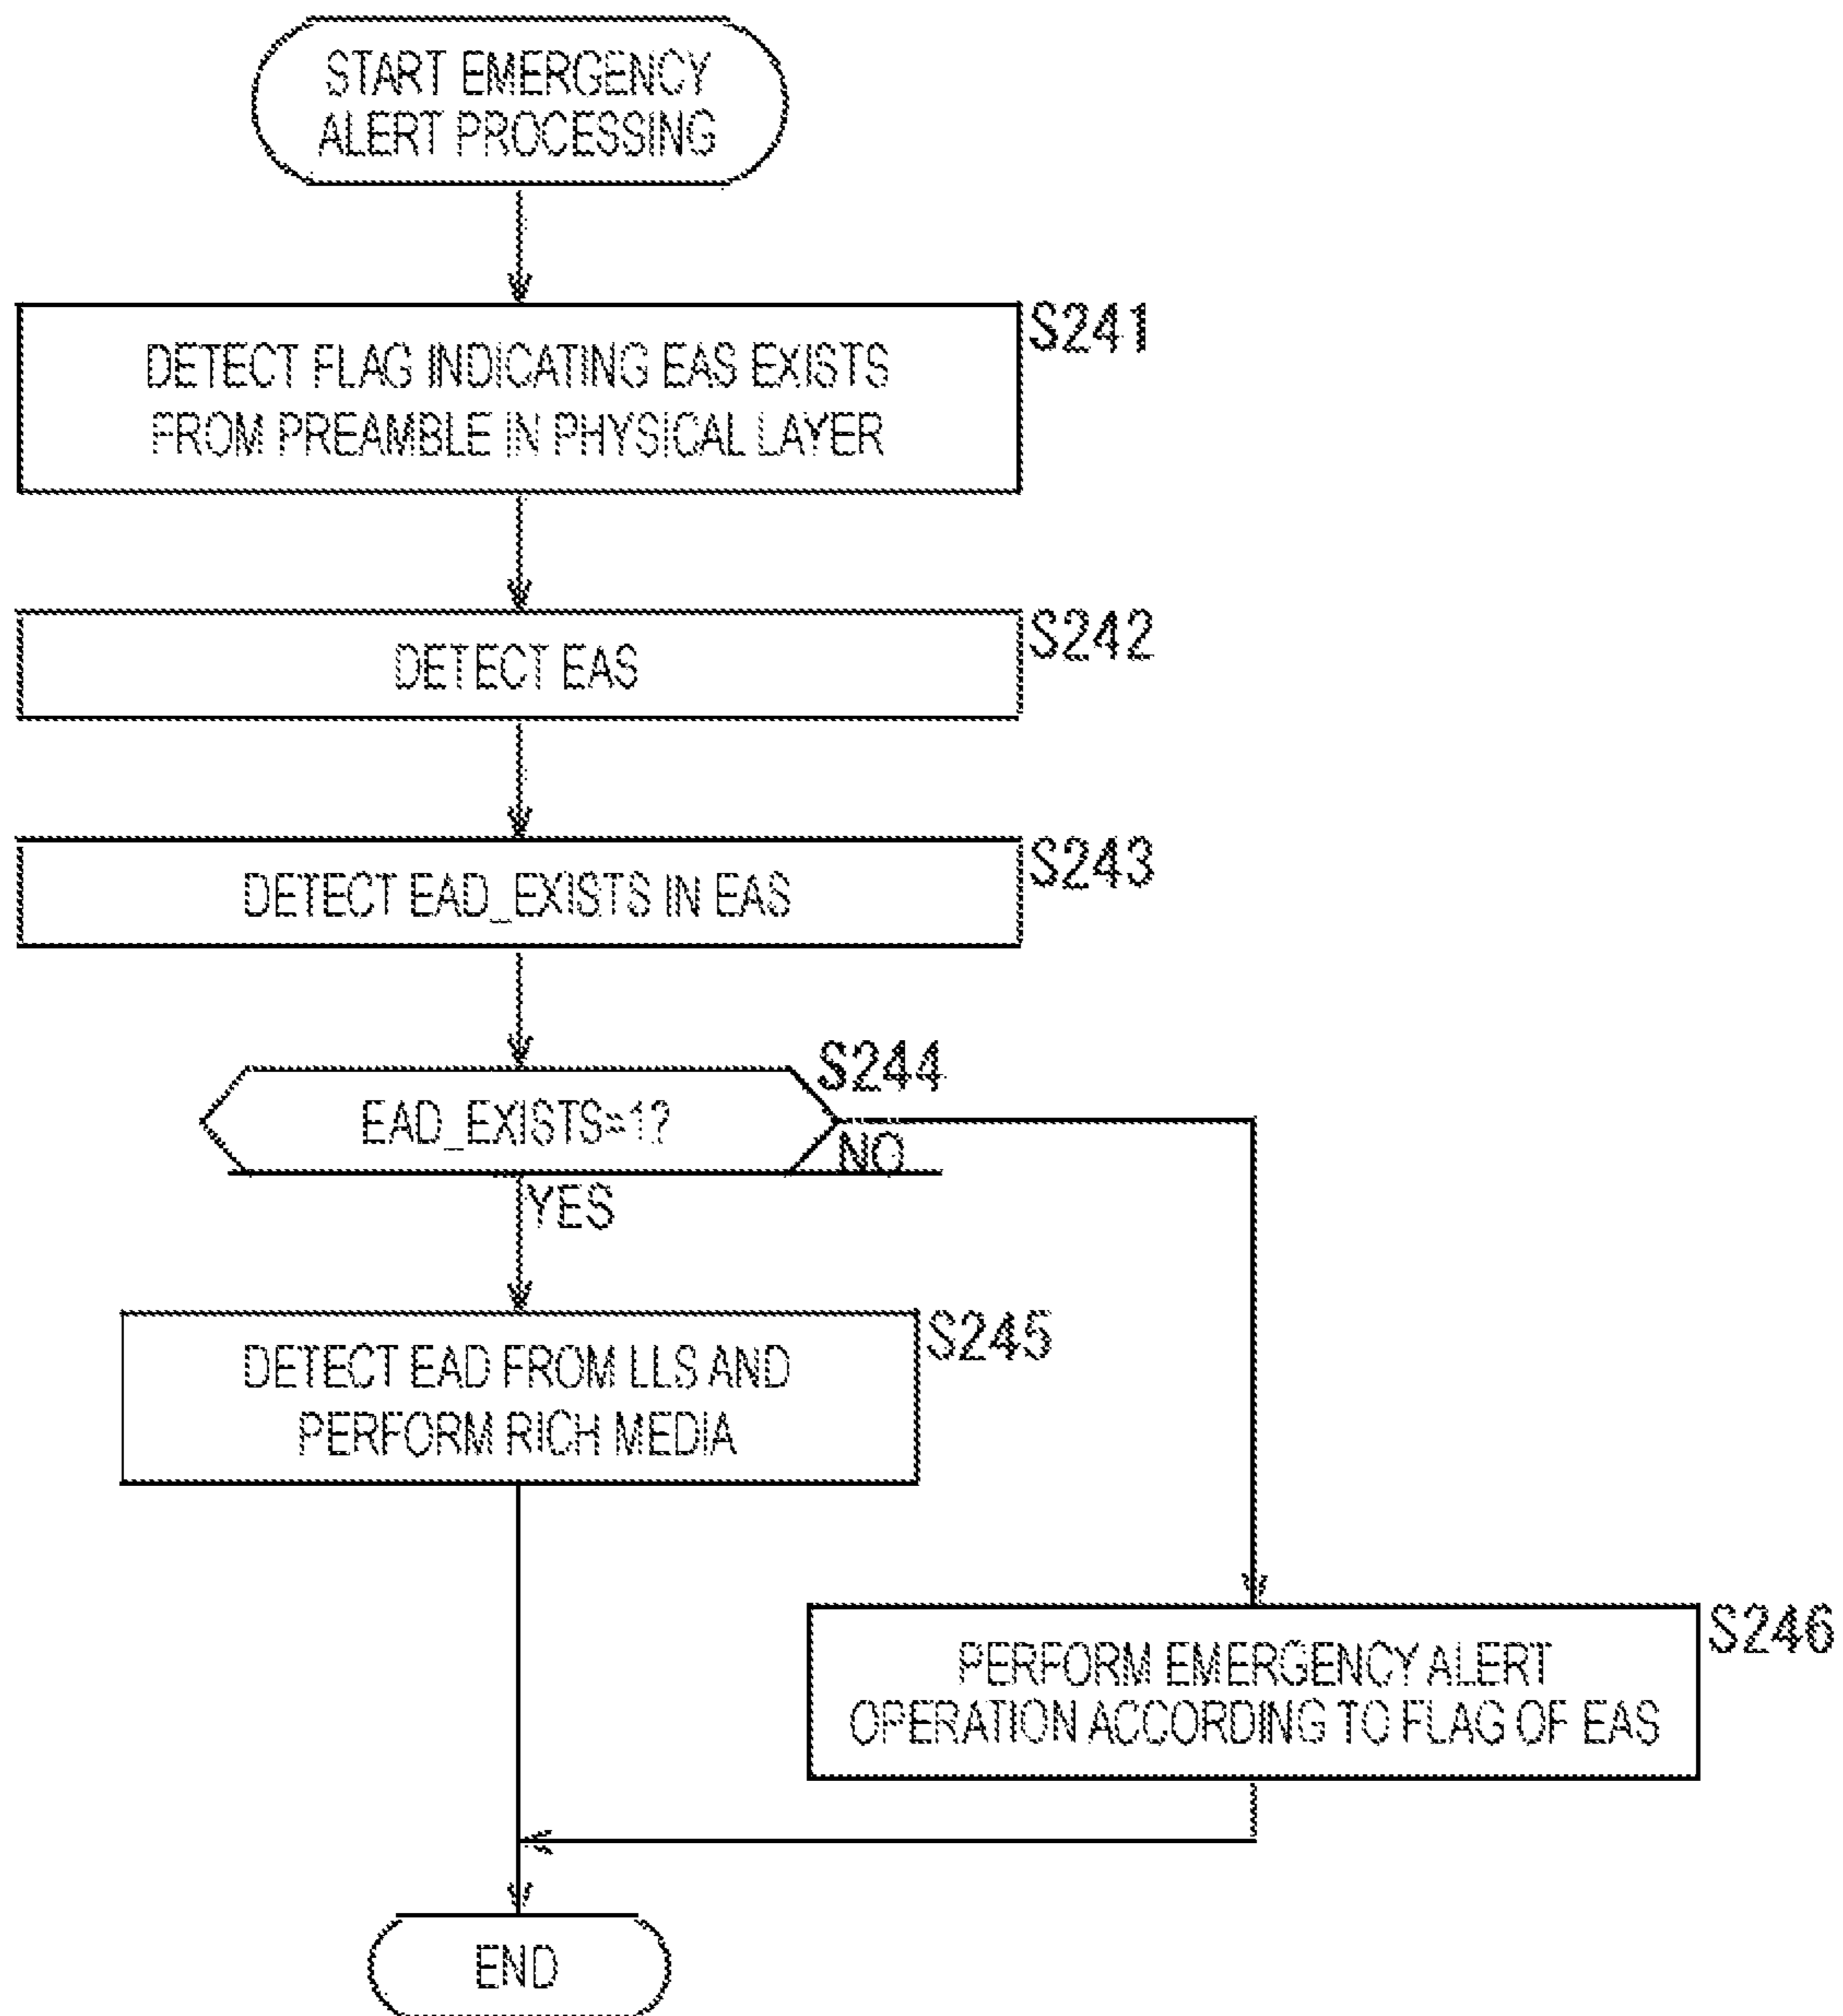 START EMERGENCY
ALERT PROCESSING
S241
DETECT FLAG INDICATING EAS EXISTS
FROM PREAMBLE IN PHYSICAL LAYER
S242
DETECT EAS
S243
DETECT EAD_EXISTS IN EAS
S244
EAD_EXISTS=1?
NO
YES
S245
DETECT EAD FROM LLS AND
PERFORM RICH MEDIA
S246
PERFORM EMERGENCY ALERT
OPERATION ACCORDING TO FLAG OF EAS
END